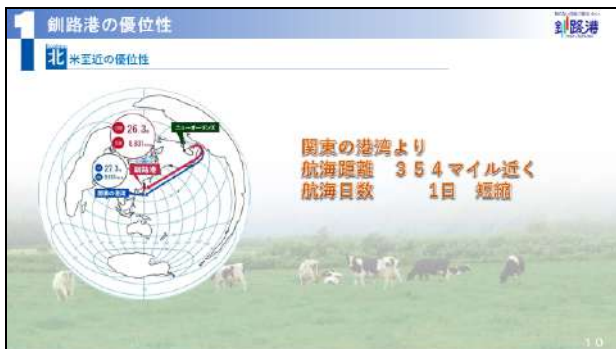 1 釧路港の優位性
釧路港
北米至近の優位性
ニューオーリンズ
26.3
釧路港
27.3
関東の港湾
関東の港湾より
航海距離 354マイル近く
航海日数 1日 短縮
10